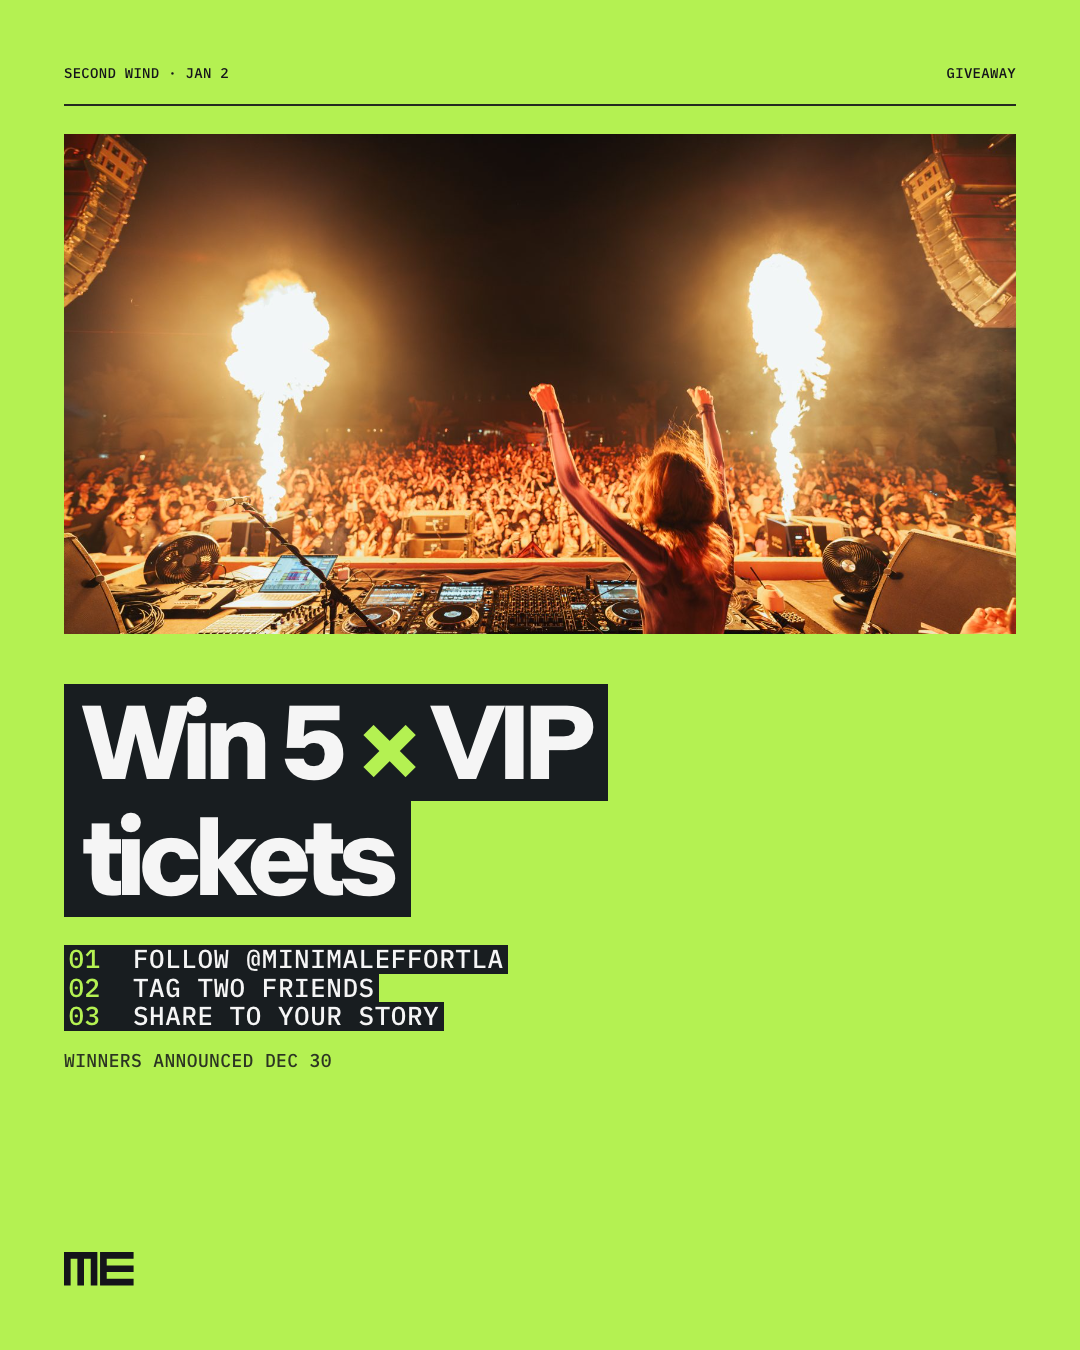 SECOND WIND · JAN 2
GIVEAWAY
Win 5 × VIP
tickets
01 FOLLOW @MINIMALEFFORTLA
02 TAG TWO FRIENDS
03 SHARE TO YOUR STORY
WINNERS ANNOUNCED DEC 30
ME